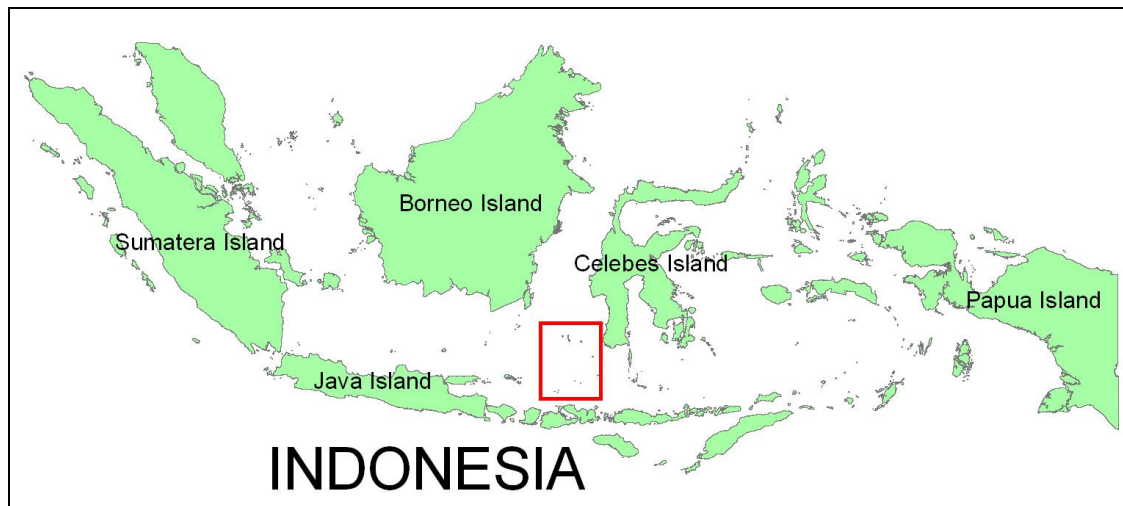 Borneo Island
Sumatera Island
Celebes Island
Papua Island
Java Island
INDONESIA